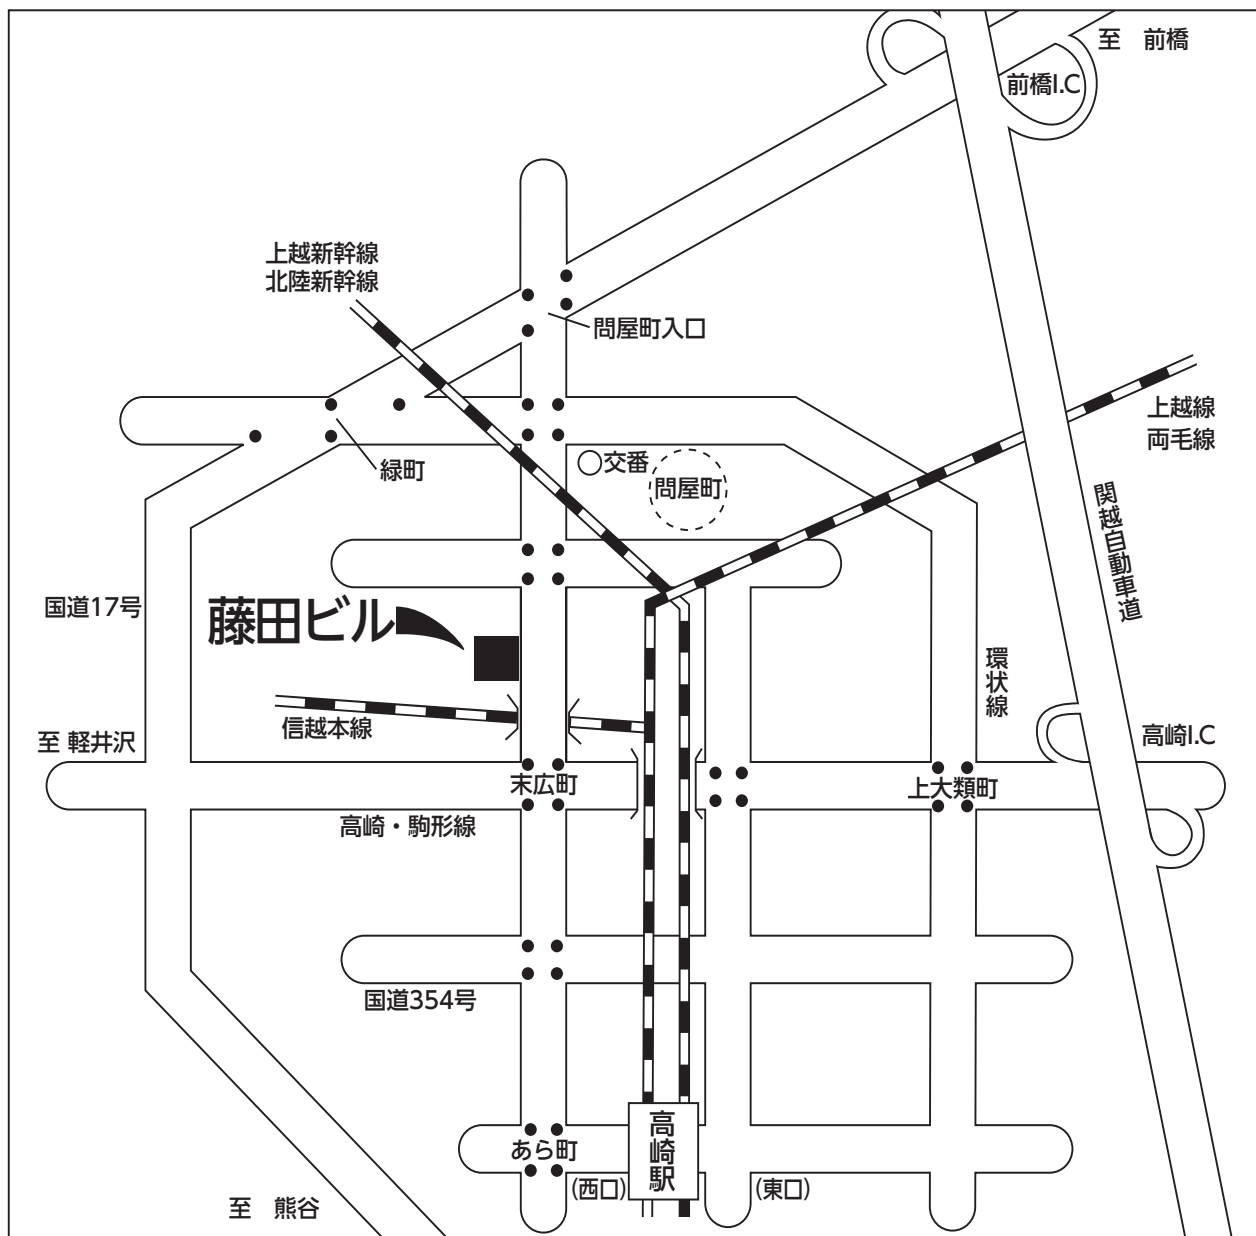 至 前橋
前橋I.C
上越新幹線
北陸新幹線
問屋町入口
上越線
両毛線
緑町
交番
問屋町
関越自動車道
国道17号
藤田ビル
環状線
信越本線
至 軽井沢
高崎I.C
末広町
上大類町
高崎・駒形線
国道354号
あら町
高崎駅
(西口)
(東口)
至 熊谷